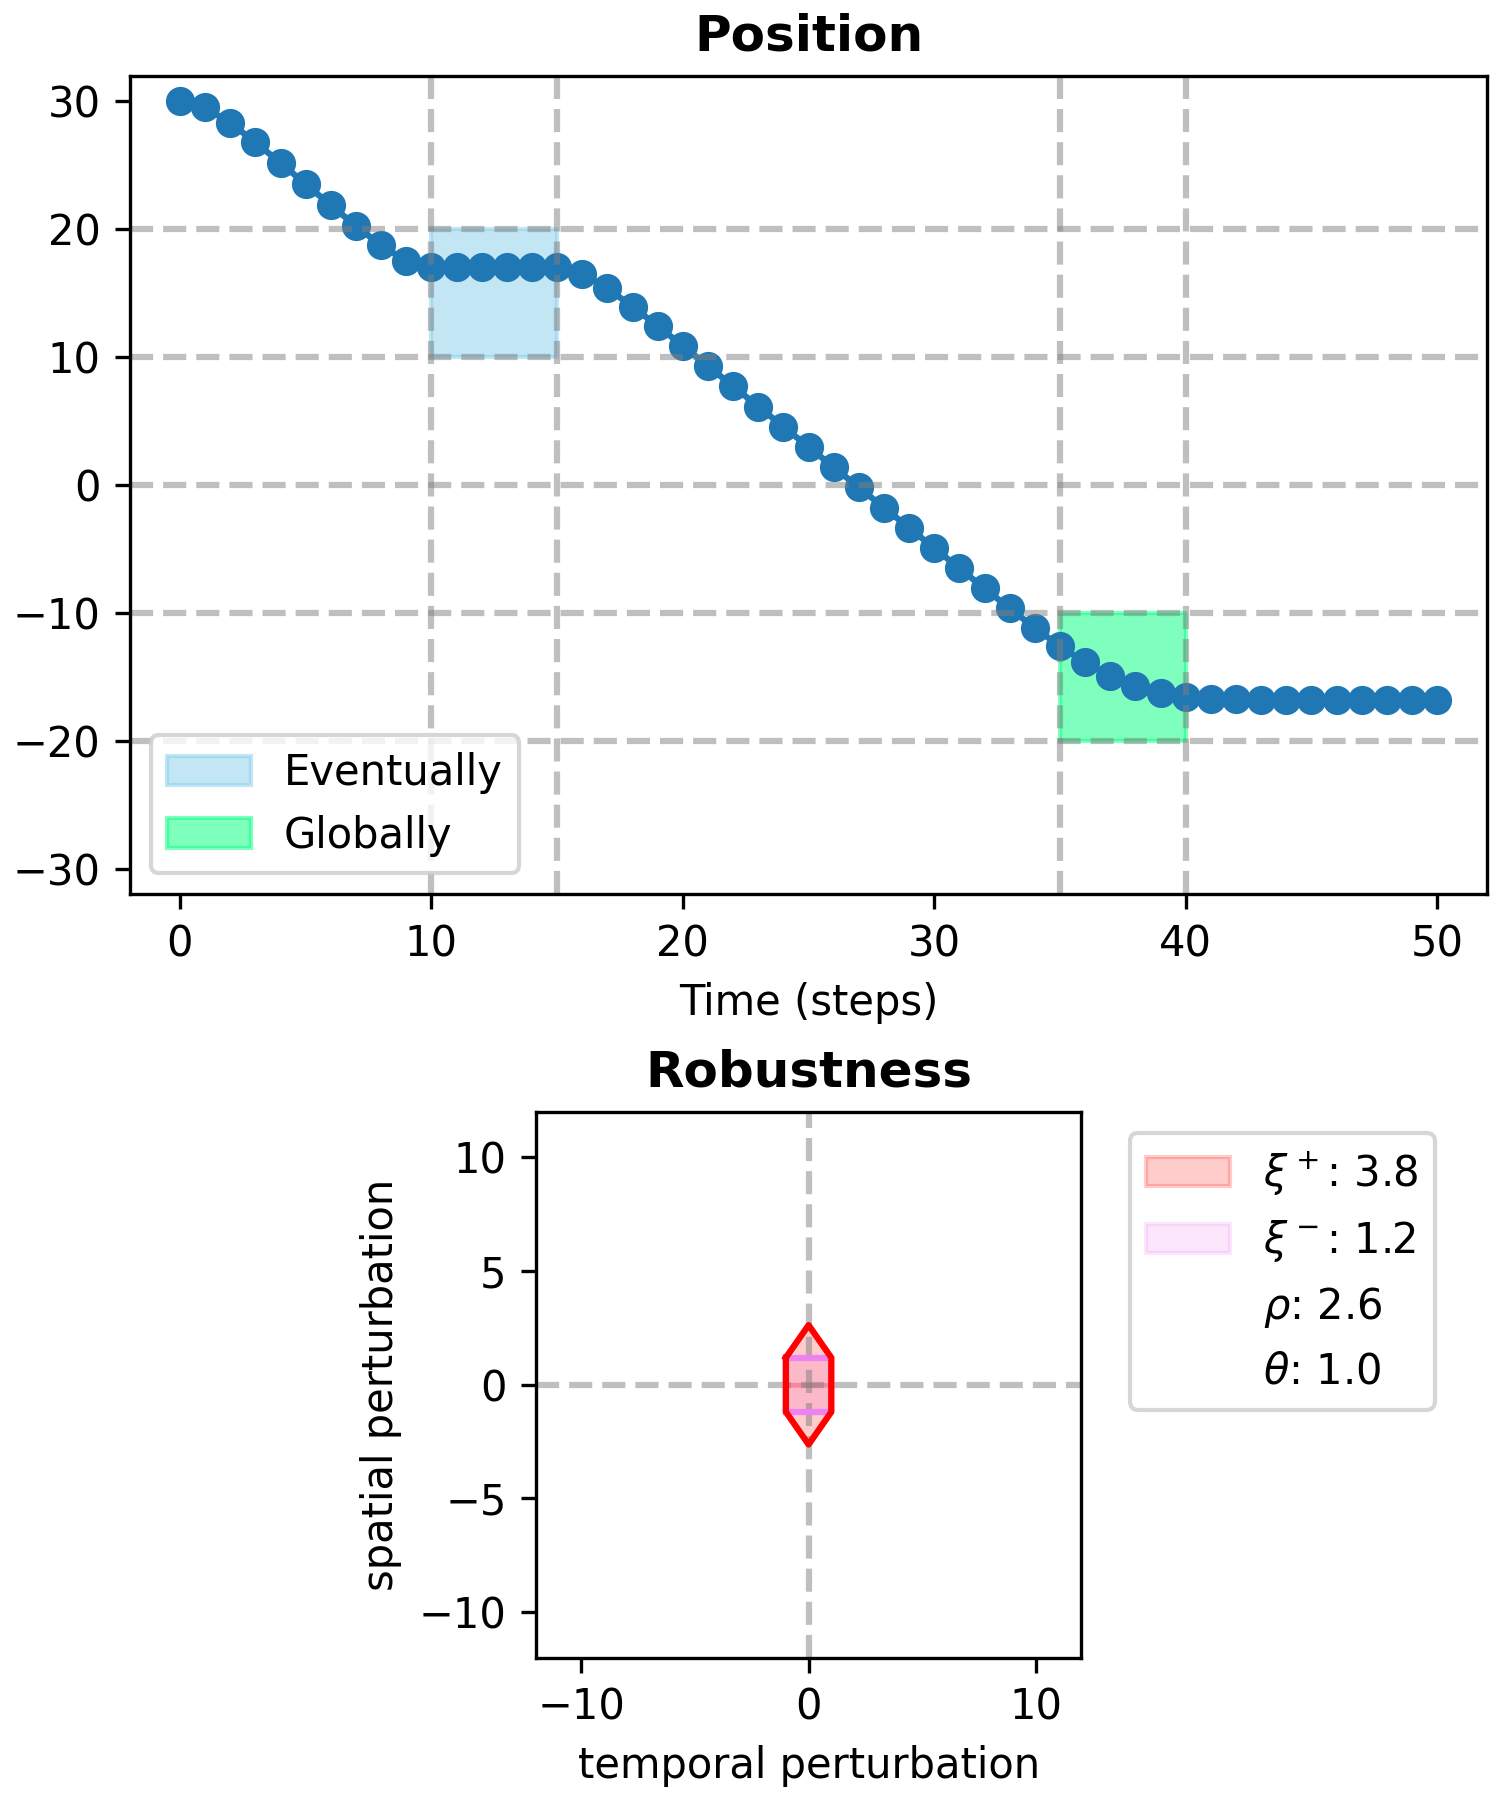 Position
30
20
10
0
−10
−20
−30
Eventually
Globally
0 10 20 30 40 50
Time (steps)
Robustness
10
5
0
−5
−10
spatial perturbation
−10 0 10
temporal perturbation
ξ⁺: 3.8
ξ⁻: 1.2
ρ: 2.6
θ: 1.0